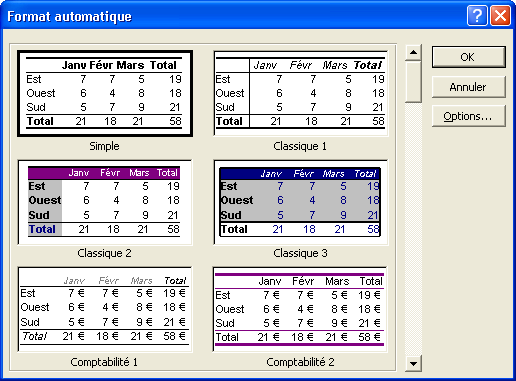 Format automatique
OK
Annuler
Options...
Janv Févr Mars Total
Est 7 7 5 19
Ouest 6 4 8 18
Sud 5 7 9 21
Total 21 18 21 58
Simple
Janv Févr Mars Total
Est 7 7 5 19
Ouest 6 4 8 18
Sud 5 7 9 21
Total 21 18 21 58
Classique 1
Janv Févr Mars Total
Est 7 7 5 19
Ouest 6 4 8 18
Sud 5 7 9 21
Total 21 18 21 58
Classique 2
Janv Févr Mars Total
Est 7 7 5 19
Ouest 6 4 8 18
Sud 5 7 9 21
Total 21 18 21 58
Classique 3
Janv Févr Mars Total
Est 7 € 7 € 5 € 19 €
Ouest 6 € 4 € 8 € 18 €
Sud 5 € 7 € 9 € 21 €
Total 21 € 18 € 21 € 58 €
Comptabilité 1
Janv Févr Mars Total
Est 7 € 7 € 5 € 19 €
Ouest 6 € 4 € 8 € 18 €
Sud 5 € 7 € 9 € 21 €
Total 21 € 18 € 21 € 58 €
Comptabilité 2